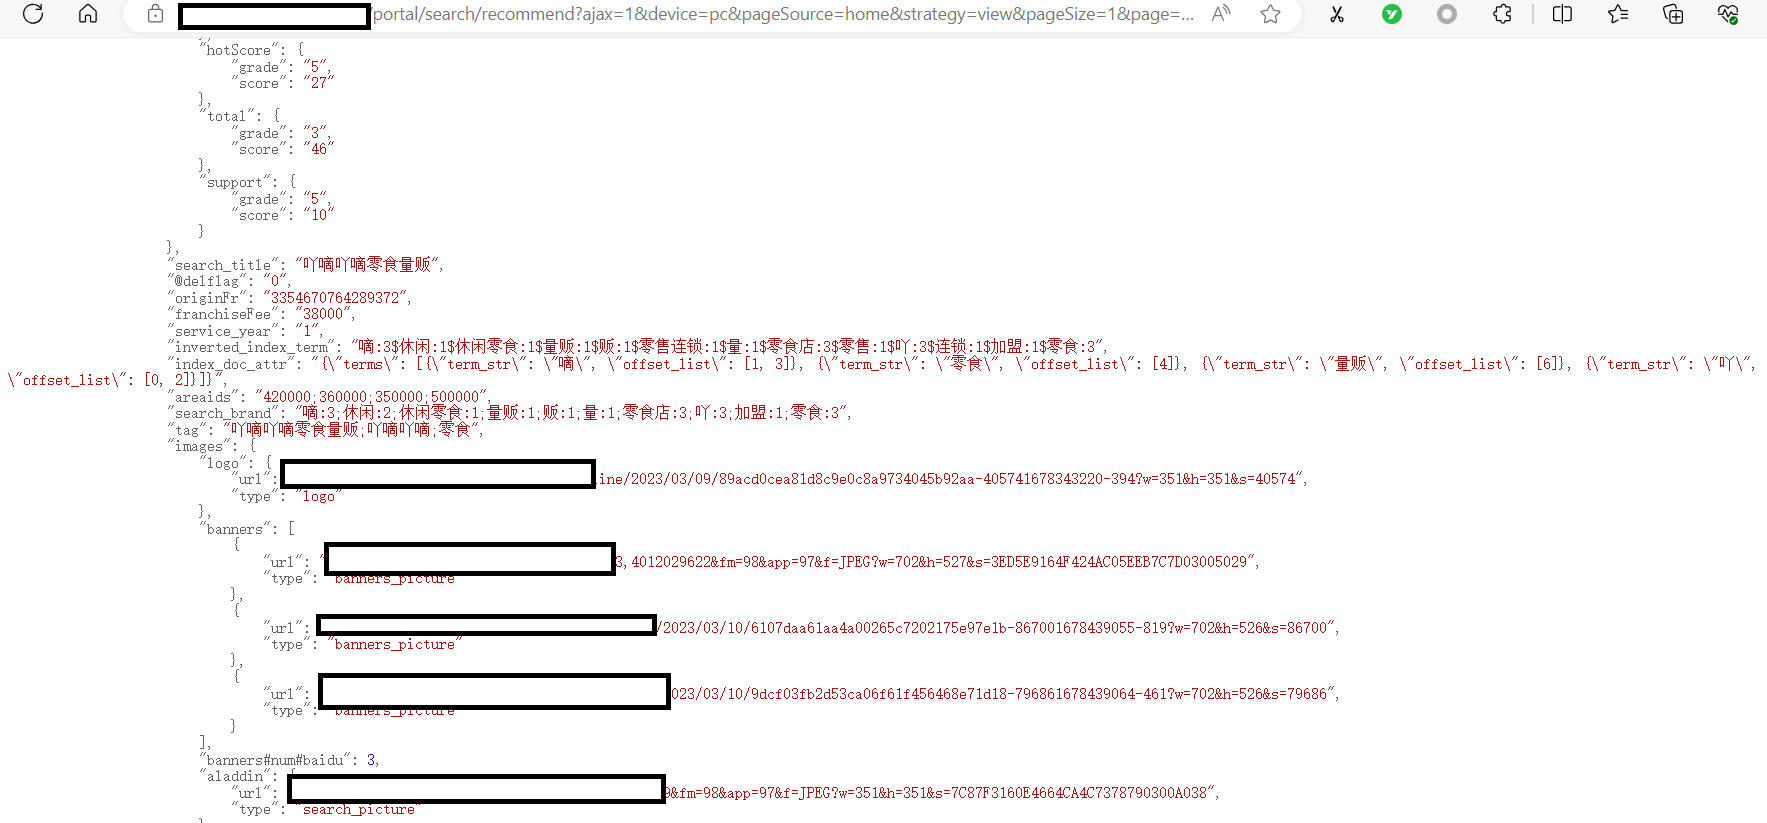 /portal/search/recommend?ajax=1&device=pc&pageSource=home&strategy=view&pageSize=1&page=...
"hotScore": {
"grade": "5",
"score": "27"
},
"total": {
"grade": "3",
"score": "46"
},
"support": {
"grade": "5",
"score": "10"
}
},
"search_title": "吖嘀吖嘀零食量贩",
"@delflag": "0",
"originFr": "3354670764289372",
"franchiseFee": "38000",
"service_year": "1",
"inverted_index_term": "嘀:3$休闲:1$休闲零食:1$量贩:1$贩:1$零售连锁:1$量:1$零食店:3$零售:1$吖:3$连锁:1$加盟:1$零食:3",
"index_doc_attr": "{\"terms\": [{\"term_str\": \"嘀\", \"offset_list\": [1, 3]}, {\"term_str\": \"零食\", \"offset_list\": [4]}, {\"term_str\": \"量贩\", \"offset_list\": [6]}, {\"term_str\": \"吖\",
\"offset_list\": [0, 2]}]}",
"areaids": "420000;360000;350000;500000",
"search_brand": "嘀:3;休闲:2;休闲零食:1;量贩:1;贩:1;量:1;零食店:3;吖:3;加盟:1;零食:3",
"tag": "吖嘀吖嘀零食量贩;吖嘀吖嘀;零食",
"images": {
"logo": {
"url": ine/2023/03/09/89acd0cea81d8c9e0c8a9734045b92aa-405741678343220-394?w=351&h=351&s=40574",
"type": "logo"
},
"banners": [
{
"url": "3,4012029622&fm=98&app=97&f=JPEG?w=702&h=527&s=3ED5E9164F424AC05EEB7C7D03005029",
"type": "banners_picture"
},
{
"url": /2023/03/10/6107daa61aa4a00265c7202175e97e1b-867001678439055-819?w=702&h=526&s=86700",
"type": "banners_picture"
},
{
"url": 023/03/10/9dcf03fb2d53ca06f61f456468e71d18-796861678439064-461?w=702&h=526&s=79686",
"type": "banners_picture"
}
],
"banners#num#baidu": 3,
"aladdin": {
"url": 9&fm=98&app=97&f=JPEG?w=351&h=351&s=7C87F3160E4664CA4C7378790300A038",
"type": "search_picture"